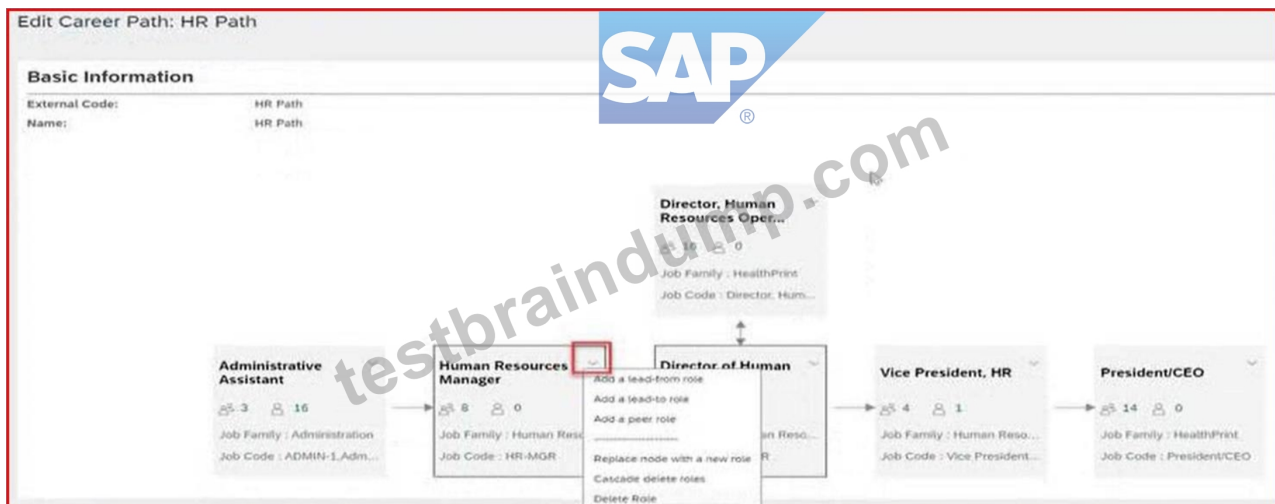 Edit Career Path: HR Path
SAP
®
Basic Information
External Code: HR Path
Name: HR Path
testbraindump.com
Director, Human
Resources Oper...
16 0
Job Family : HealthPrint
Job Code : Director, Hum...
Administrative
Assistant
3 16
Job Family : Administration
Job Code : ADMIN-1,Adm...
Human Resources
Manager
8 0
Job Family : Human Reso
Job Code : HR-MGR
Director of Human
an Reso...
R
Add a lead-from role
Add a lead-to role
Add a peer role
--------------------
Replace node with a new role
Cascade delete roles
Delete Role
Vice President, HR
4 1
Job Family : Human Reso...
Job Code : Vice President...
President/CEO
14 0
Job Family : HealthPrint
Job Code : President/CEO